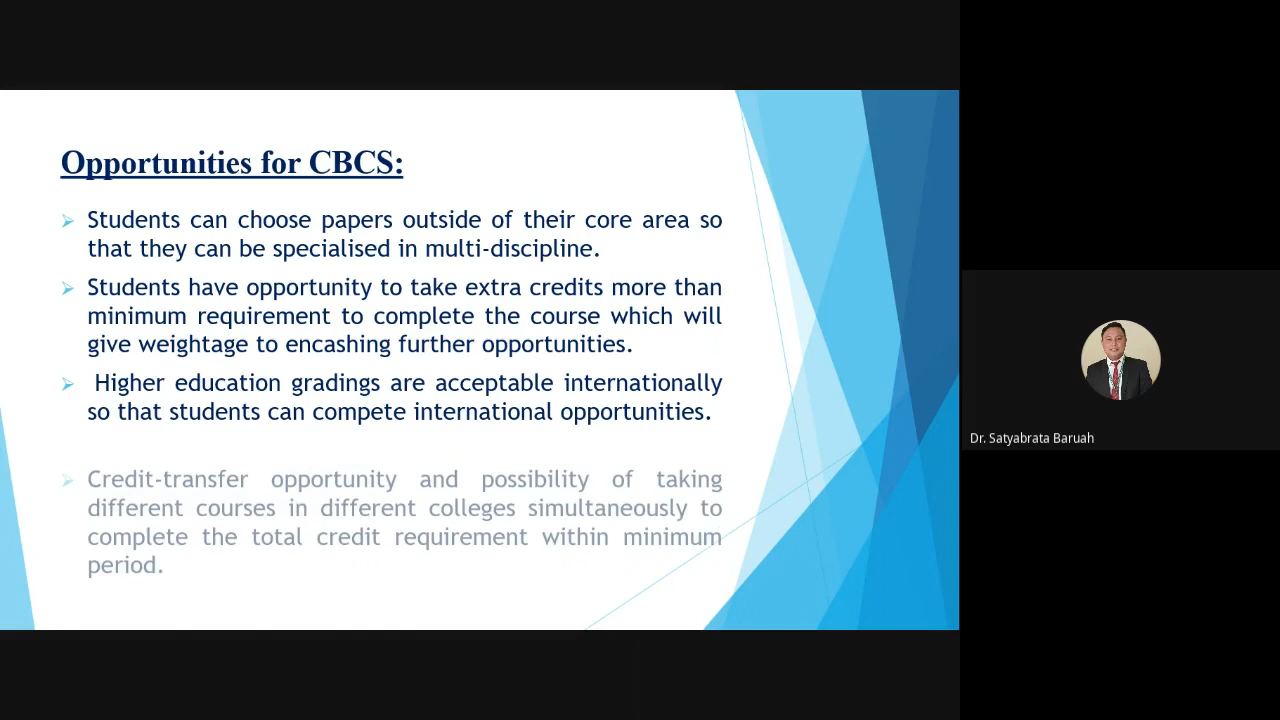 Opportunities for CBCS:
Students can choose papers outside of their core area so
that they can be specialised in multi-discipline.
Students have opportunity to take extra credits more than
minimum requirement to complete the course which will
give weightage to encashing further opportunities.
Higher education gradings are acceptable internationally
so that students can compete international opportunities.
Credit-transfer opportunity and possibility of taking
different courses in different colleges simultaneously to
complete the total credit requirement within minimum
period.
Dr. Satyabrata Baruah